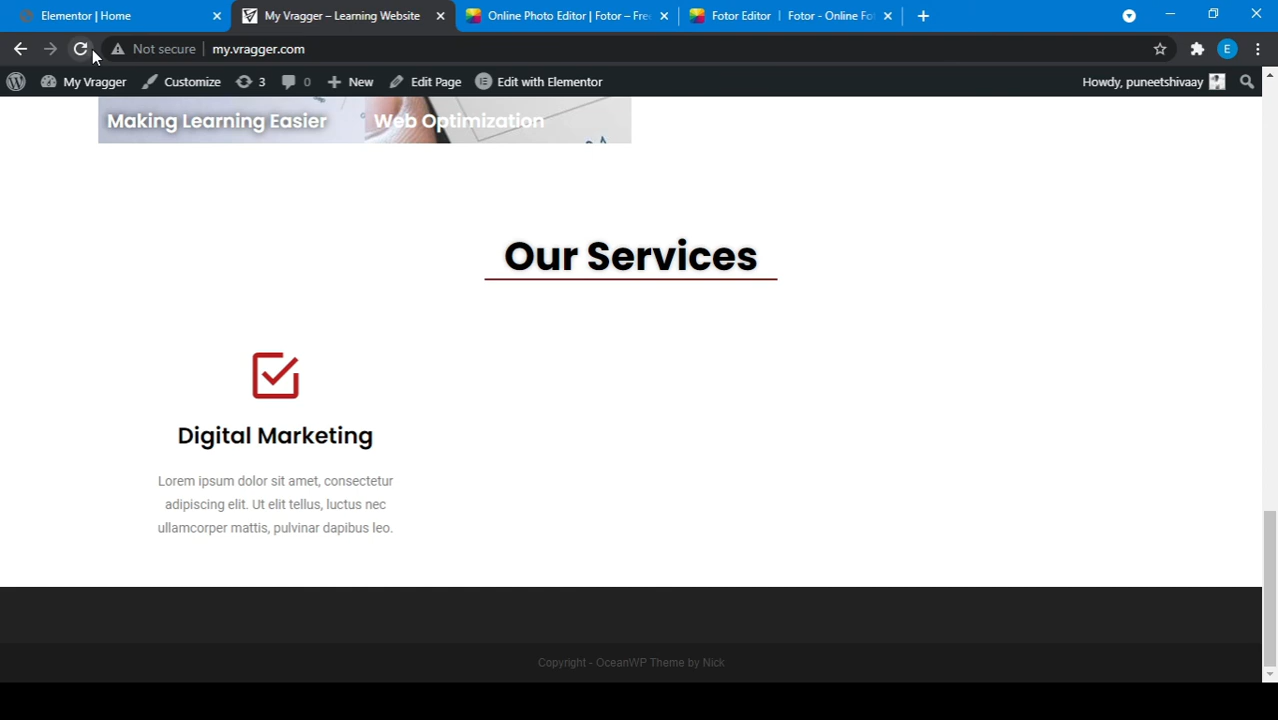 Elementor | Home
My Vragger – Learning Website
Online Photo Editor | Fotor – Fre
Fotor Editor | Fotor - Online Fo
Not secure my.vragger.com
E
My Vragger Customize 3 0 New Edit Page Edit with Elementor Howdy, puneetshivaay
Making Learning Easier Web Optimization
Our Services
Digital Marketing
Lorem ipsum dolor sit amet, consectetur
adipiscing elit. Ut elit tellus, luctus nec
ullamcorper mattis, pulvinar dapibus leo.
Copyright - OceanWP Theme by Nick